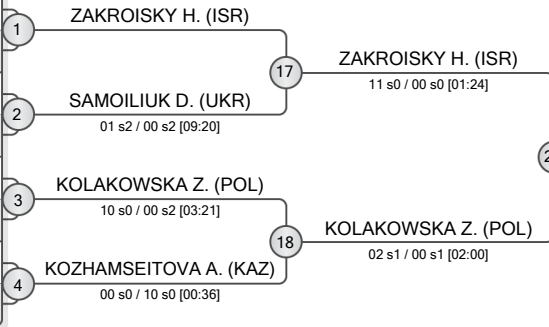 ZAKROISKY H. (ISR)
1
17
ZAKROISKY H. (ISR)
11 s0 / 00 s0 [01:24]
SAMOILIUK D. (UKR)
2
01 s2 / 00 s2 [09:20]
2
KOLAKOWSKA Z. (POL)
3
10 s0 / 00 s2 [03:21]
18
KOLAKOWSKA Z. (POL)
02 s1 / 00 s1 [02:00]
KOZHAMSEITOVA A. (KAZ)
4
00 s0 / 10 s0 [00:36]